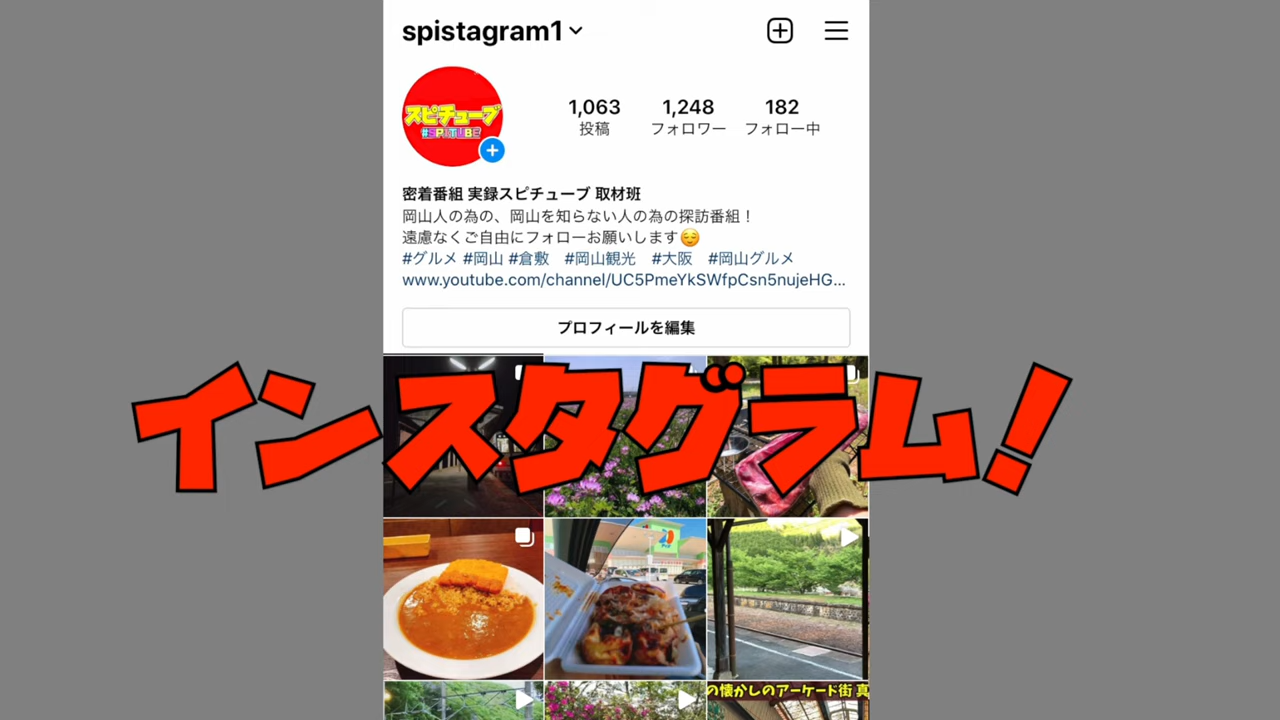 spistagram1
スピチューブ
#SPITUBE
1,063 1,248 182
投稿 フォロワー フォロー中
密着番組 実録スピチューブ 取材班
岡山人の為の、岡山を知らない人の為の探訪番組！
遠慮なくご自由にフォローお願いします😌
#グルメ #岡山 #倉敷 #岡山観光 #大阪 #岡山グルメ
www.youtube.com/channel/UC5PmeYkSWfpCsn5nujeHG...
プロフィールを編集
インスタグラム！
の懐かしのアーケード街 真